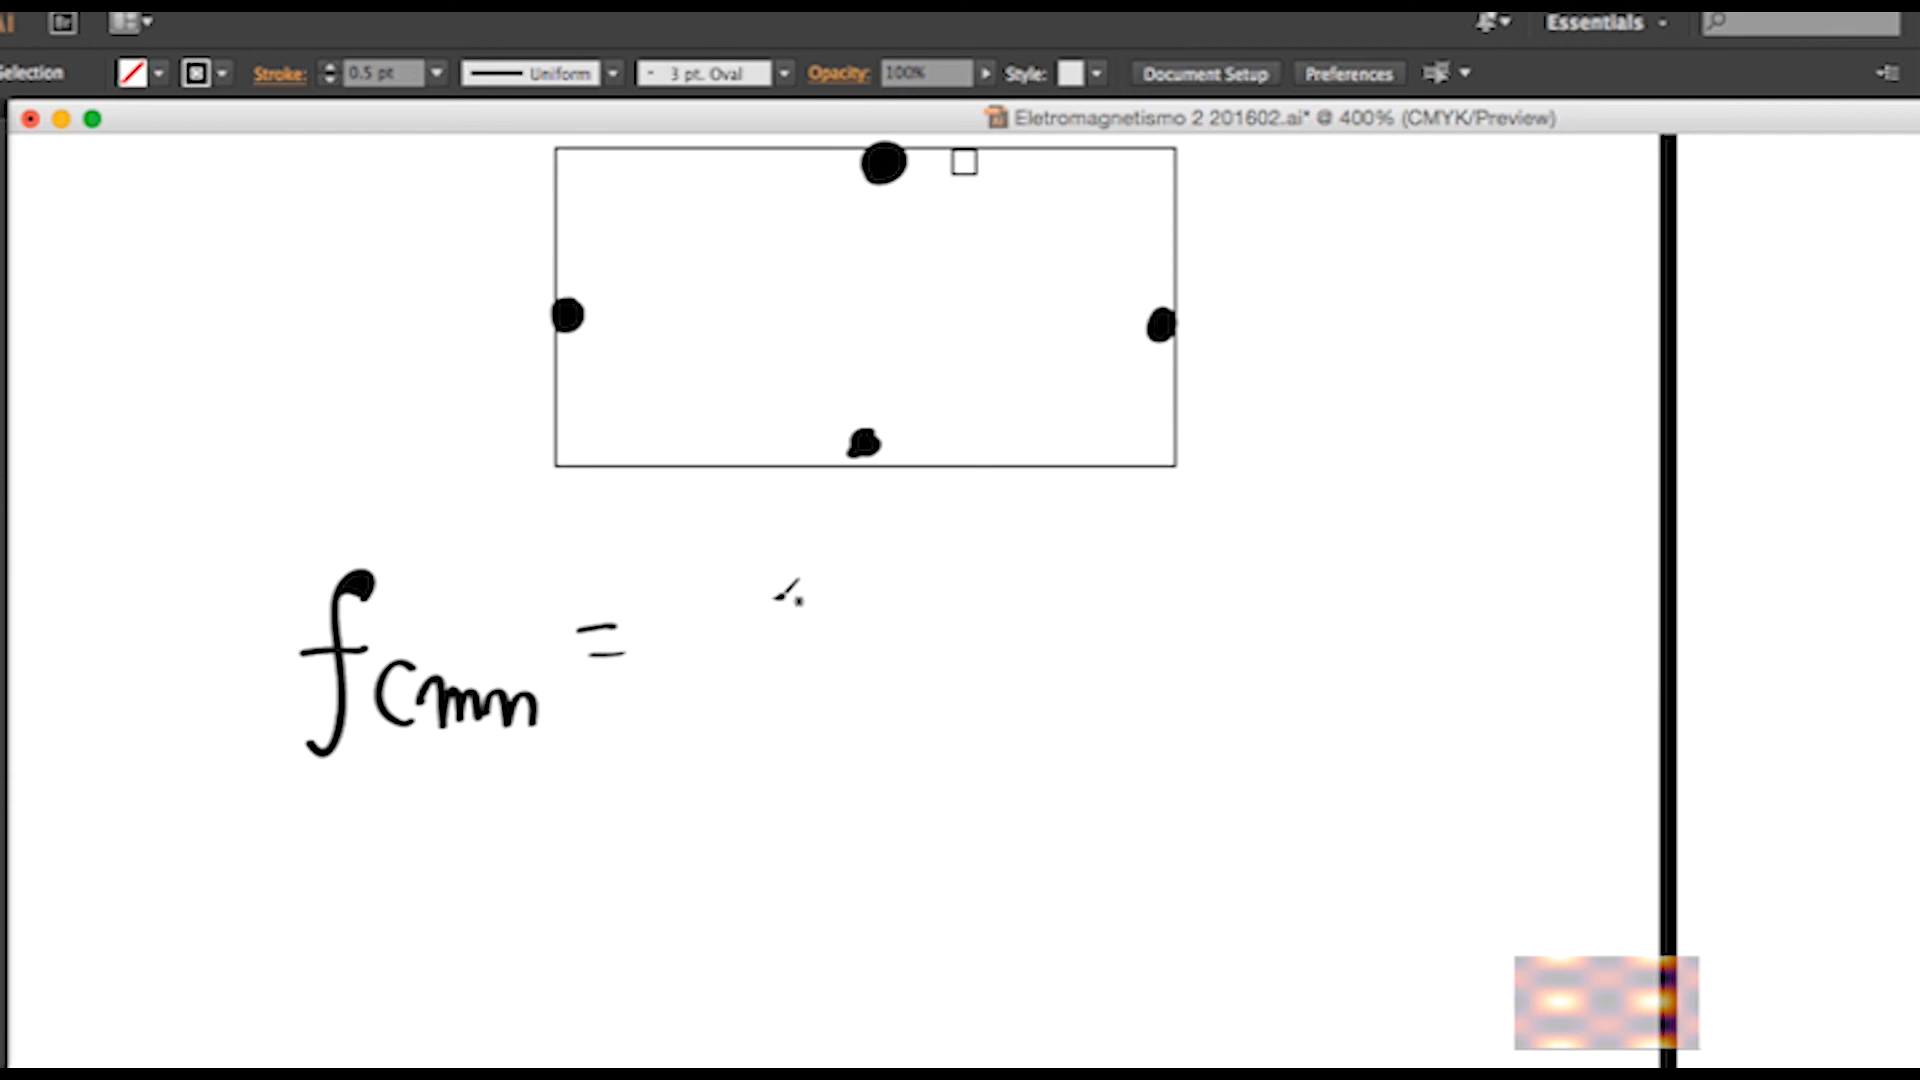 Br
Essentials
Selection
Stroke: 0.5 pt Uniform 3 pt. Oval Opacity: 100% Style: Document Setup Preferences
Eletromagnetismo 2 201602.ai* @ 400% (CMYK/Preview)
fcmn =